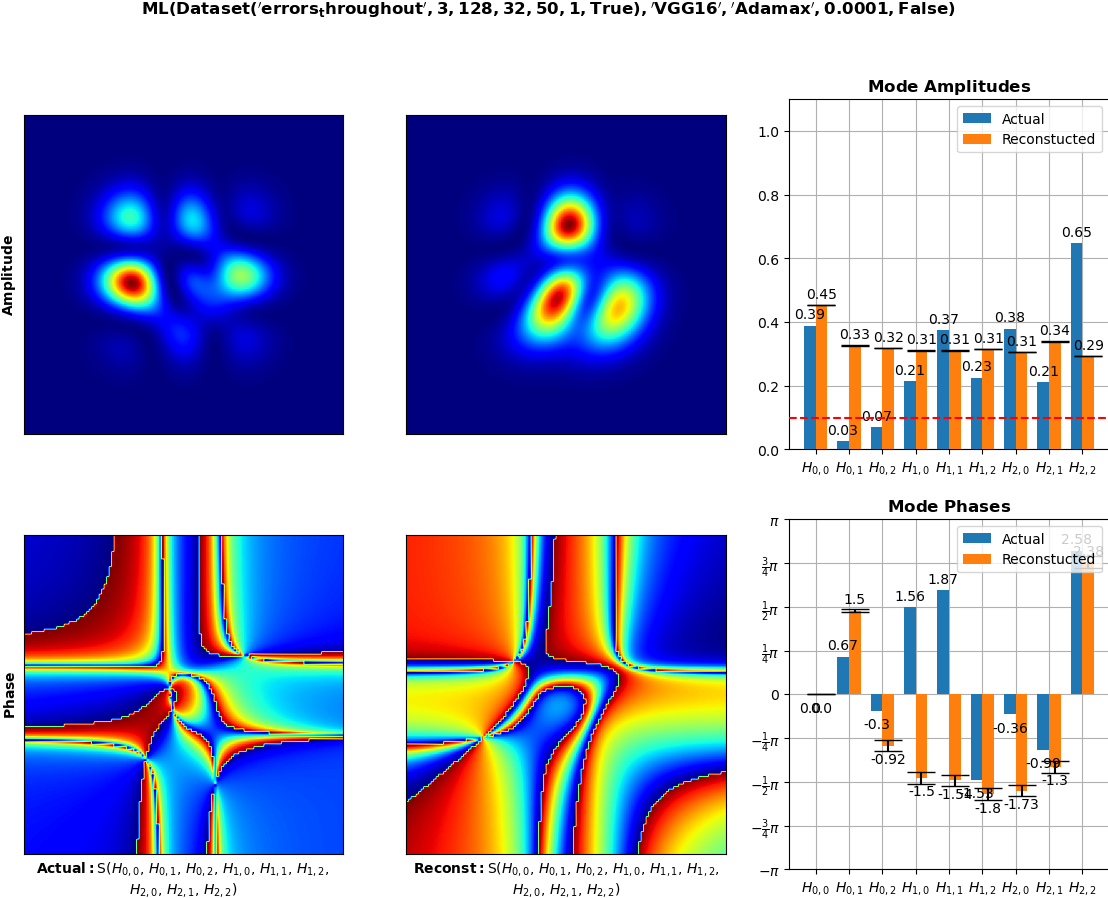 ML(Dataset('errors_throughout', 3, 128, 32, 50, 1, True), 'VGG16', 'Adamax', 0.0001, False)
Amplitude
Mode Amplitudes
Actual
Reconstucted
1.0
0.8
0.6
0.4
0.2
0.0
0.39 0.45 0.03 0.33 0.07 0.32 0.21 0.31 0.37 0.31 0.23 0.31 0.38 0.31 0.21 0.34 0.65 0.29
H0,0 H0,1 H0,2 H1,0 H1,1 H1,2 H2,0 H2,1 H2,2
Phase
Mode Phases
Actual
Reconstucted
π
3/4π
1/2π
1/4π
0
−1/4π
−1/2π
−3/4π
−π
0.0 0.0 0.67 1.5 -0.3 -0.92 1.56 -1.5 1.87 -1.54 -1.8 -0.36 -1.73 -0.99 -1.3 2.58 2.38
H0,0 H0,1 H0,2 H1,0 H1,1 H1,2 H2,0 H2,1 H2,2
Actual: S(H0,0, H0,1, H0,2, H1,0, H1,1, H1,2,
H2,0, H2,1, H2,2)
Reconst: S(H0,0, H0,1, H0,2, H1,0, H1,1, H1,2,
H2,0, H2,1, H2,2)